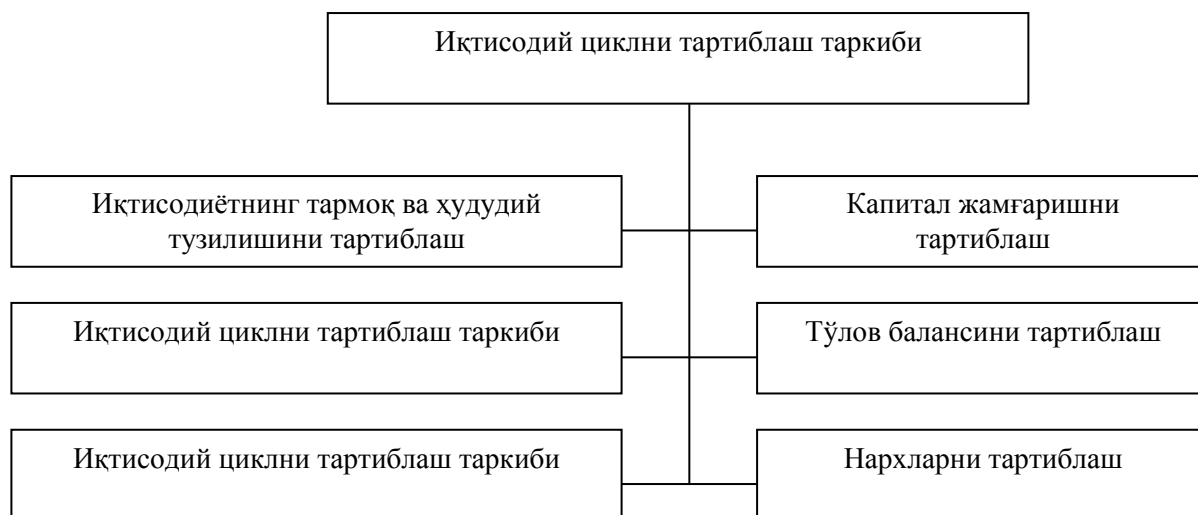 Иқтисодий циклни тартиблаш таркиби
Иқтисодиётнинг тармоқ ва ҳудудий
тузилишини тартиблаш
Капитал жамғаришни
тартиблаш
Иқтисодий циклни тартиблаш таркиби
Тўлов балансини тартиблаш
Иқтисодий циклни тартиблаш таркиби
Нархларни тартиблаш